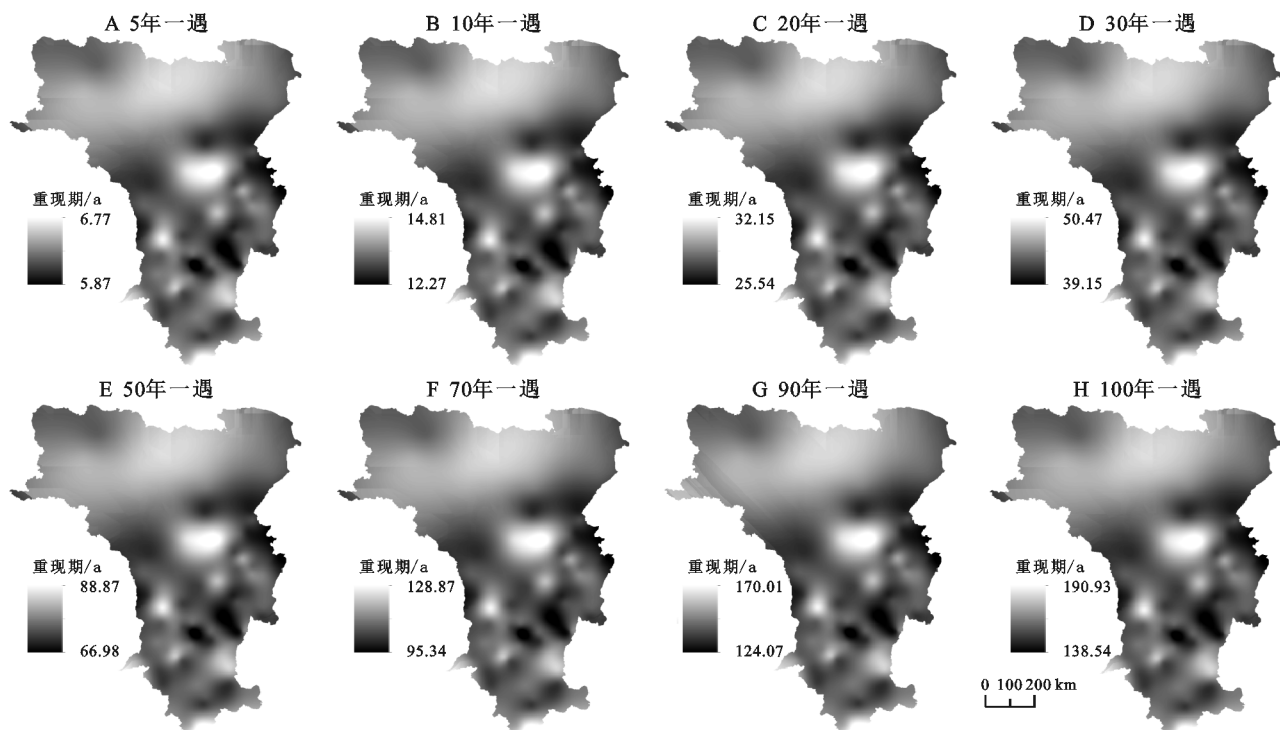 A 5年一遇
B 10年一遇
C 20年一遇
D 30年一遇
重现期/a
6.77
5.87
重现期/a
14.81
12.27
重现期/a
32.15
25.54
重现期/a
50.47
39.15
E 50年一遇
F 70年一遇
G 90年一遇
H 100年一遇
重现期/a
88.87
66.98
重现期/a
128.87
95.34
重现期/a
170.01
124.07
重现期/a
190.93
138.54
0 100 200 km